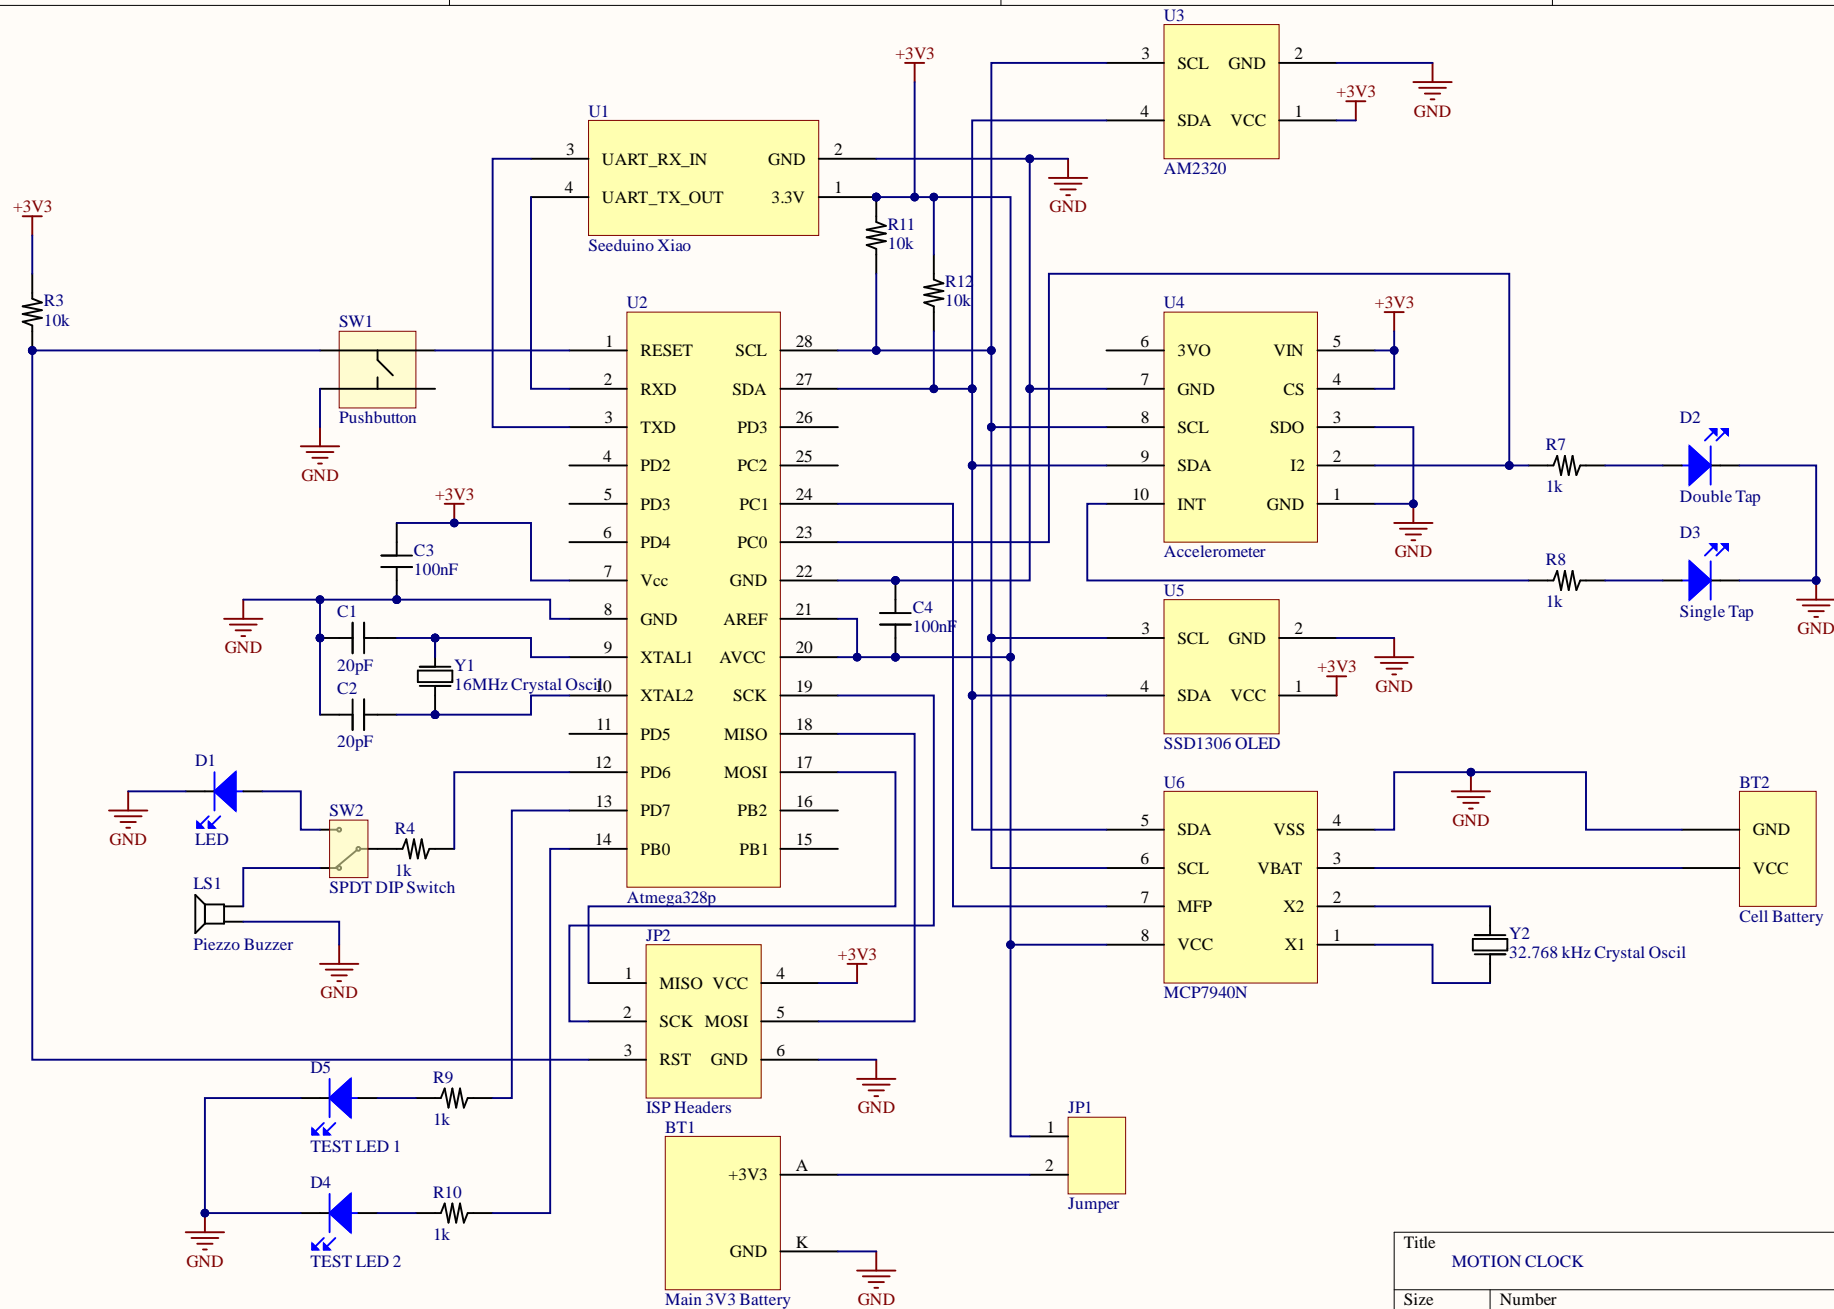 U3
3 SCL GND 2
GND
+3V3
4 SDA VCC 1
AM2320
+3V3
U1
3 UART_RX_IN GND 2
4 UART_TX_OUT 3.3V 1
Seeduino Xiao
GND
R11
10k
R12
10k
+3V3
R3
10k
SW1
Pushbutton
GND
U2
1 RESET SCL 28
2 RXD SDA 27
3 TXD PD3 26
4 PD2 PC2 25
5 PD3 PC1 24
6 PD4 PC0 23
7 Vcc GND 22
8 GND AREF 21
9 XTAL1 AVCC 20
10 XTAL2 SCK 19
11 PD5 MISO 18
12 PD6 MOSI 17
13 PD7 PB2 16
14 PB0 PB1 15
Atmega328p
+3V3
C3
100nF
GND
C1
20pF
C2
20pF
Y1
16MHz Crystal Oscil
C4
100nF
U4
+3V3
6 3VO VIN 5
7 GND CS 4
8 SCL SDO 3
9 SDA I2 2
10 INT GND 1
Accelerometer
GND
R7
1k
D2
Double Tap
R8
1k
D3
Single Tap
GND
U5
3 SCL GND 2
GND
+3V3
4 SDA VCC 1
SSD1306 OLED
U6
5 SDA VSS 4
6 SCL VBAT 3
7 MFP X2 2
8 VCC X1 1
MCP7940N
GND
BT2
GND
VCC
Cell Battery
Y2
32.768 kHz Crystal Oscil
D1
LED
GND
SW2
SPDT DIP Switch
R4
1k
LS1
Piezzo Buzzer
GND
JP2
+3V3
1 MISO VCC 4
2 SCK MOSI 5
3 RST GND 6
ISP Headers
GND
D5
TEST LED 1
R9
1k
D4
TEST LED 2
R10
1k
GND
BT1
+3V3 A
GND K
Main 3V3 Battery
GND
JP1
1
2
Jumper
Title
MOTION CLOCK
Size Number